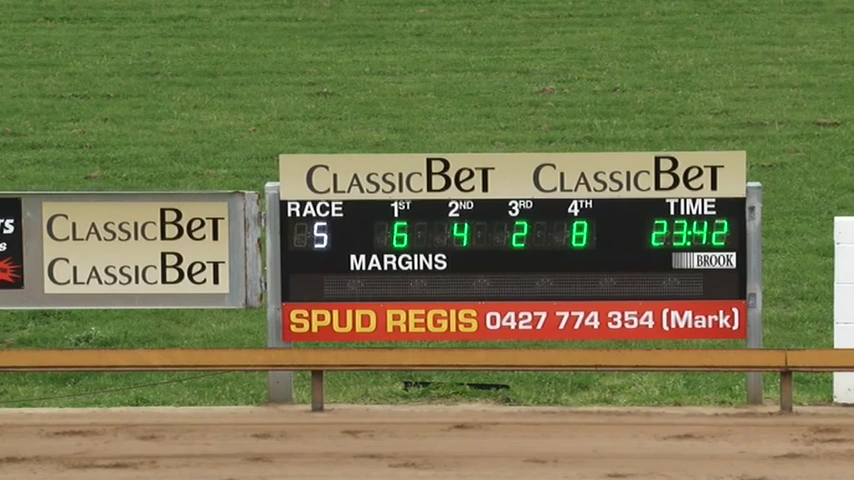 CLASSICBET CLASSICBET
RACE 1ST 2ND 3RD 4TH TIME
5 6 4 2 8 23:42
MARGINS BROOK
SPUD REGIS 0427 774 354 (Mark)
CLASSICBET
CLASSICBET